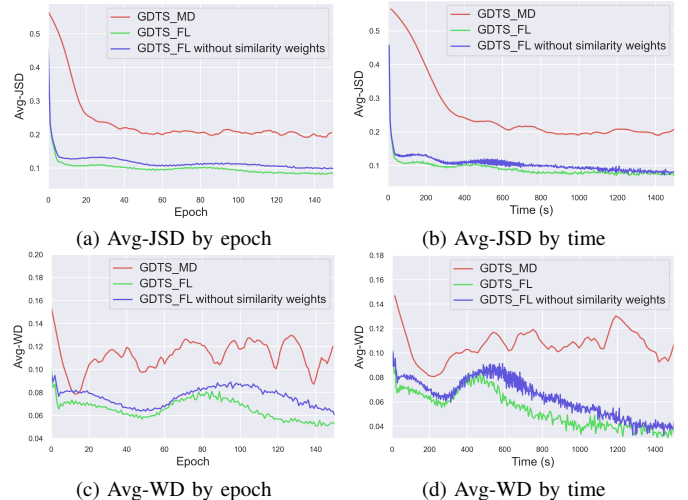 GDTS_MD
GDTS_FL
GDTS_FL without similarity weights
Avg-JSD
0.5
0.4
0.3
0.2
0.1
0 20 40 60 80 100 120 140
Epoch
(a) Avg-JSD by epoch
GDTS_MD
GDTS_FL
GDTS_FL without similarity weights
Avg-JSD
0.5
0.4
0.3
0.2
0.1
0 200 400 600 800 1000 1200 1400
Time (s)
(b) Avg-JSD by time
GDTS_MD
GDTS_FL
GDTS_FL without similarity weights
Avg-WD
0.20
0.18
0.16
0.14
0.12
0.10
0.08
0.06
0.04
0 20 40 60 80 100 120 140
Epoch
(c) Avg-WD by epoch
GDTS_MD
GDTS_FL
GDTS_FL without similarity weights
Avg-WD
0.18
0.16
0.14
0.12
0.10
0.08
0.06
0.04
0 200 400 600 800 1000 1200 1400
Time (s)
(d) Avg-WD by time